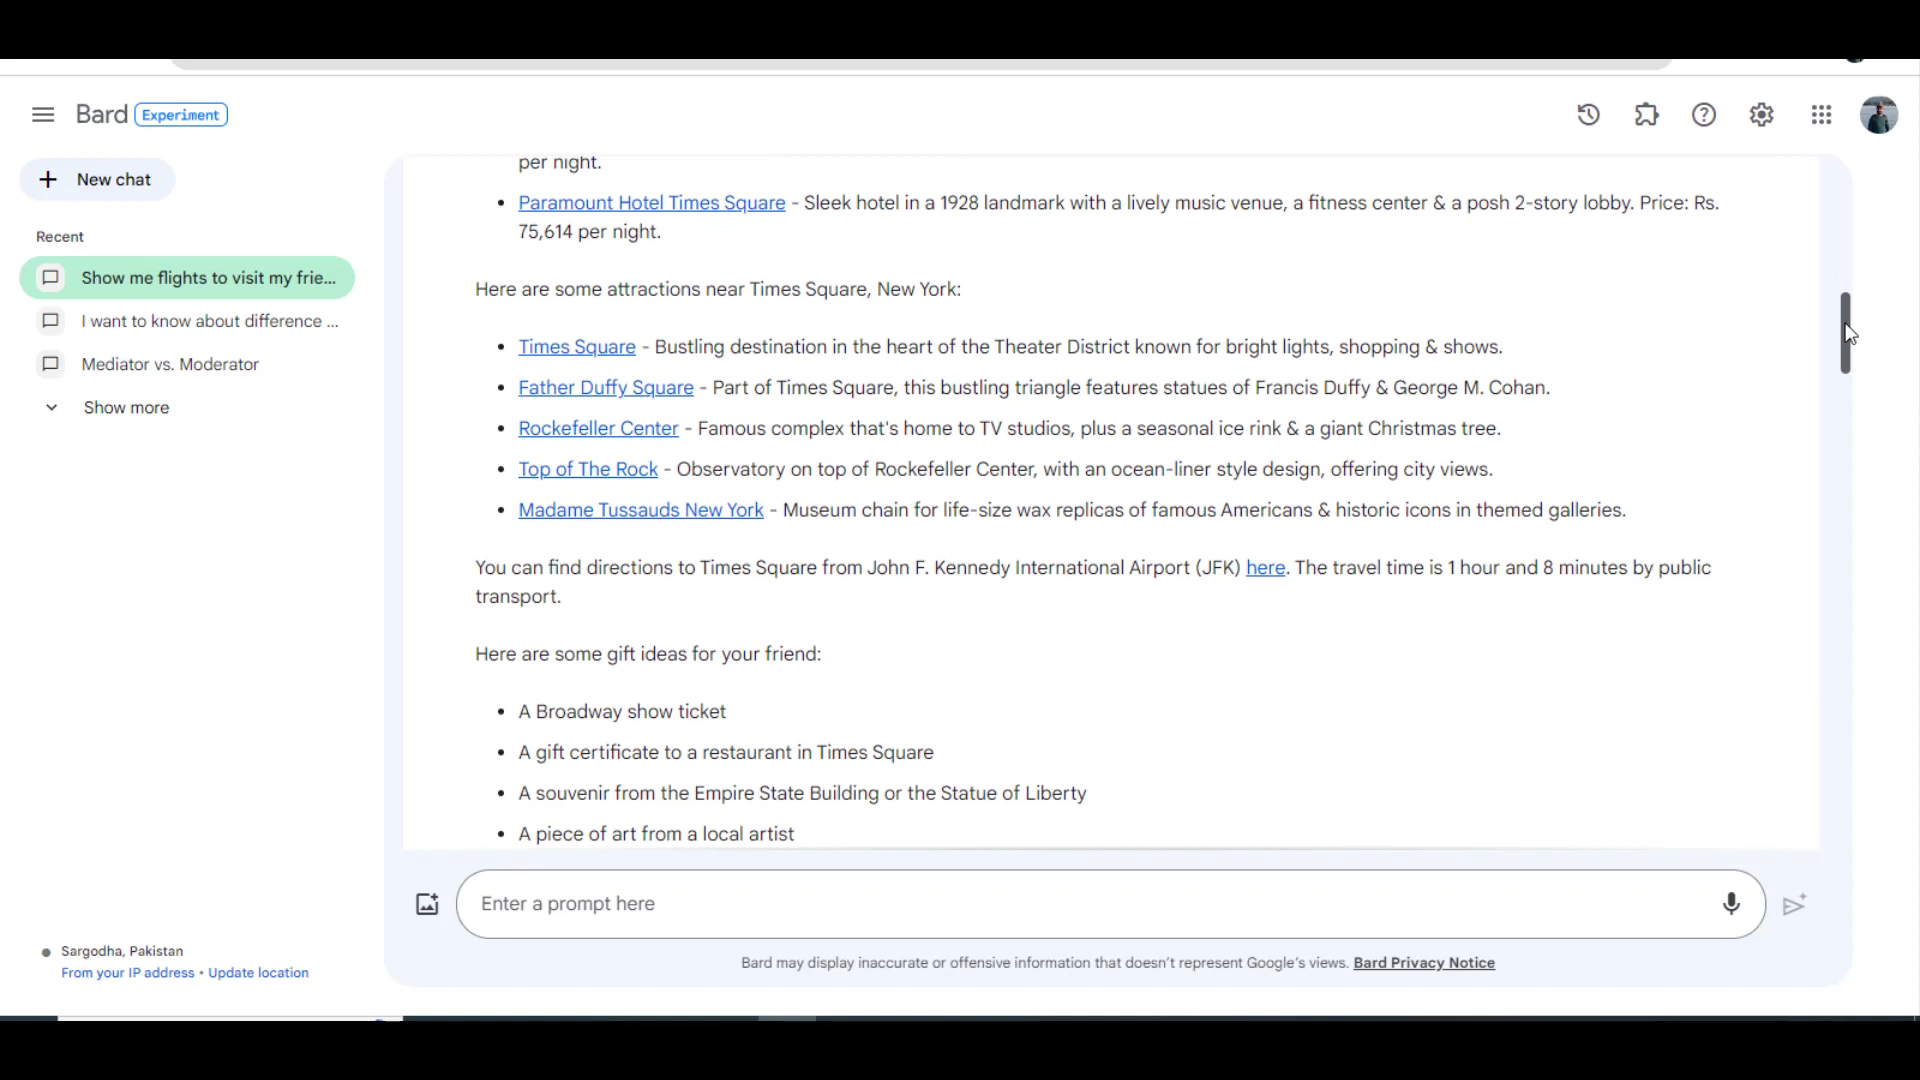 Bard Experiment
New chat
Recent
Show me flights to visit my frie...
I want to know about difference ...
Mediator vs. Moderator
Show more
Sargodha, Pakistan
From your IP address • Update location
per night.
• Paramount Hotel Times Square - Sleek hotel in a 1928 landmark with a lively music venue, a fitness center & a posh 2-story lobby. Price: Rs.
75,614 per night.
Here are some attractions near Times Square, New York:
• Times Square - Bustling destination in the heart of the Theater District known for bright lights, shopping & shows.
• Father Duffy Square - Part of Times Square, this bustling triangle features statues of Francis Duffy & George M. Cohan.
• Rockefeller Center - Famous complex that's home to TV studios, plus a seasonal ice rink & a giant Christmas tree.
• Top of The Rock - Observatory on top of Rockefeller Center, with an ocean-liner style design, offering city views.
• Madame Tussauds New York - Museum chain for life-size wax replicas of famous Americans & historic icons in themed galleries.
You can find directions to Times Square from John F. Kennedy International Airport (JFK) here. The travel time is 1 hour and 8 minutes by public
transport.
Here are some gift ideas for your friend:
• A Broadway show ticket
• A gift certificate to a restaurant in Times Square
• A souvenir from the Empire State Building or the Statue of Liberty
• A piece of art from a local artist
Enter a prompt here
Bard may display inaccurate or offensive information that doesn't represent Google's views. Bard Privacy Notice